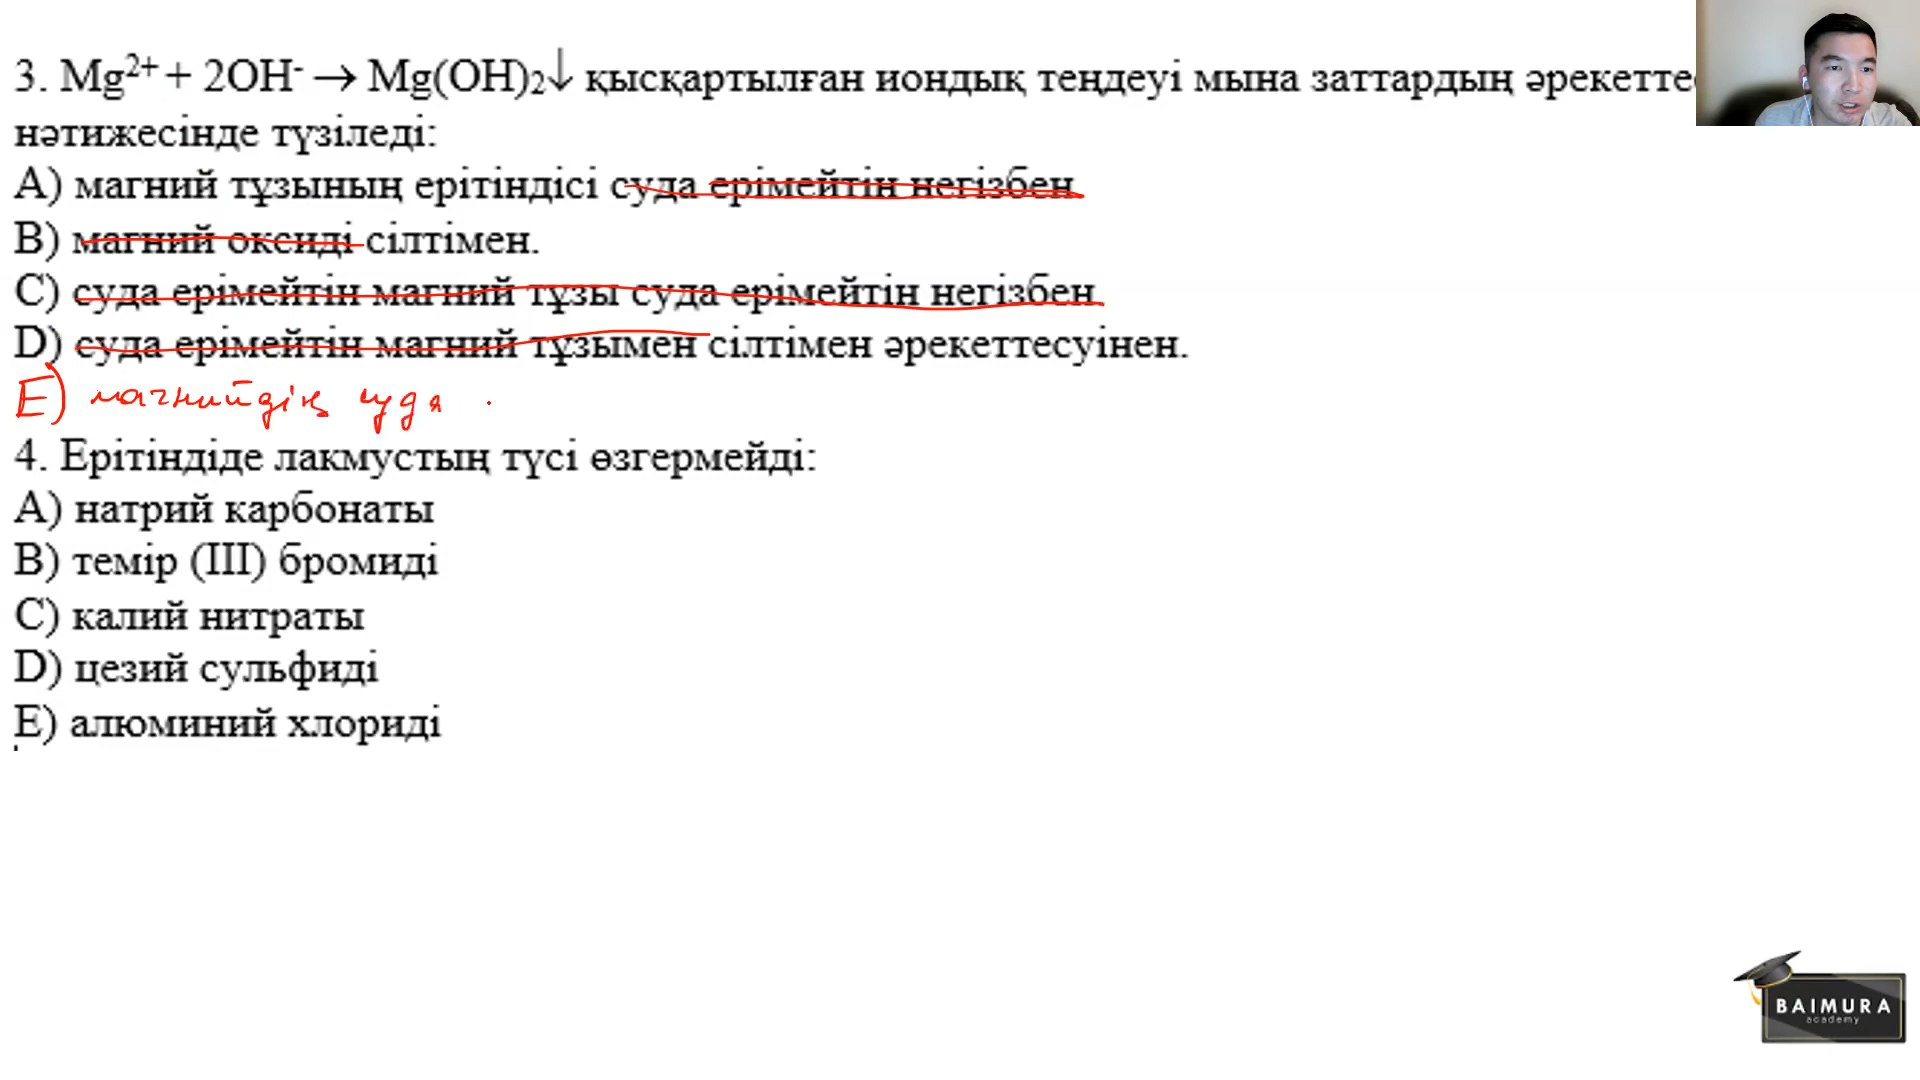 3. Mg²⁺ + 2OH⁻ → Mg(OH)₂↓ қысқартылған иондық теңдеуі мына заттардың әрекеттес
нәтижесінде түзіледі:
A) магний тұзының ерітіндісі суда ерімейтін негізбен.
B) магний оксиді сілтімен.
C) суда ерімейтін магний тұзы суда ерімейтін негізбен.
D) суда ерімейтін магний тұзымен сілтімен әрекеттесуінен.
E) магнийдің суда
4. Ерітіндіде лакмустың түсі өзгермейді:
A) натрий карбонаты
B) темір (III) бромиді
C) калий нитраты
D) цезий сульфиді
E) алюминий хлориді
BAIMURA
academy